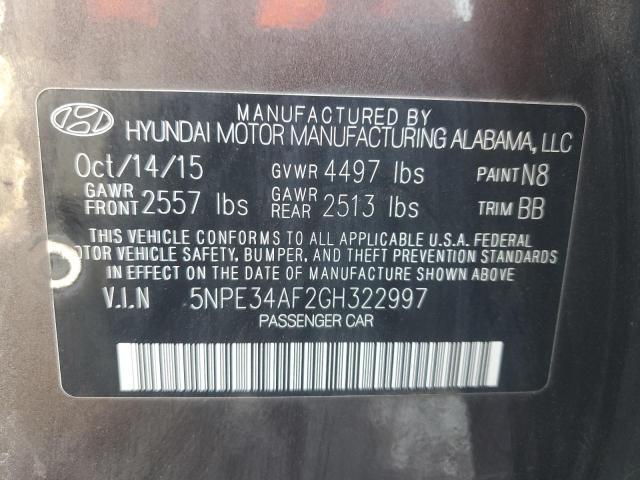 MANUFACTURED BY
HYUNDAI MOTOR MANUFACTURING ALABAMA, LLC
Oct/14/15 GVWR 4497 lbs PAINT N8
GAWR FRONT 2557 lbs GAWR REAR 2513 lbs TRIM BB
THIS VEHICLE CONFORMS TO ALL APPLICABLE U.S.A. FEDERAL
OTOR VEHICLE SAFETY, BUMPER, AND THEFT PREVENTION STANDARDS
IN EFFECT ON THE DATE OF MANUFACTURE SHOWN ABOVE.
V.I.N 5NPE34AF2GH322997
PASSENGER CAR